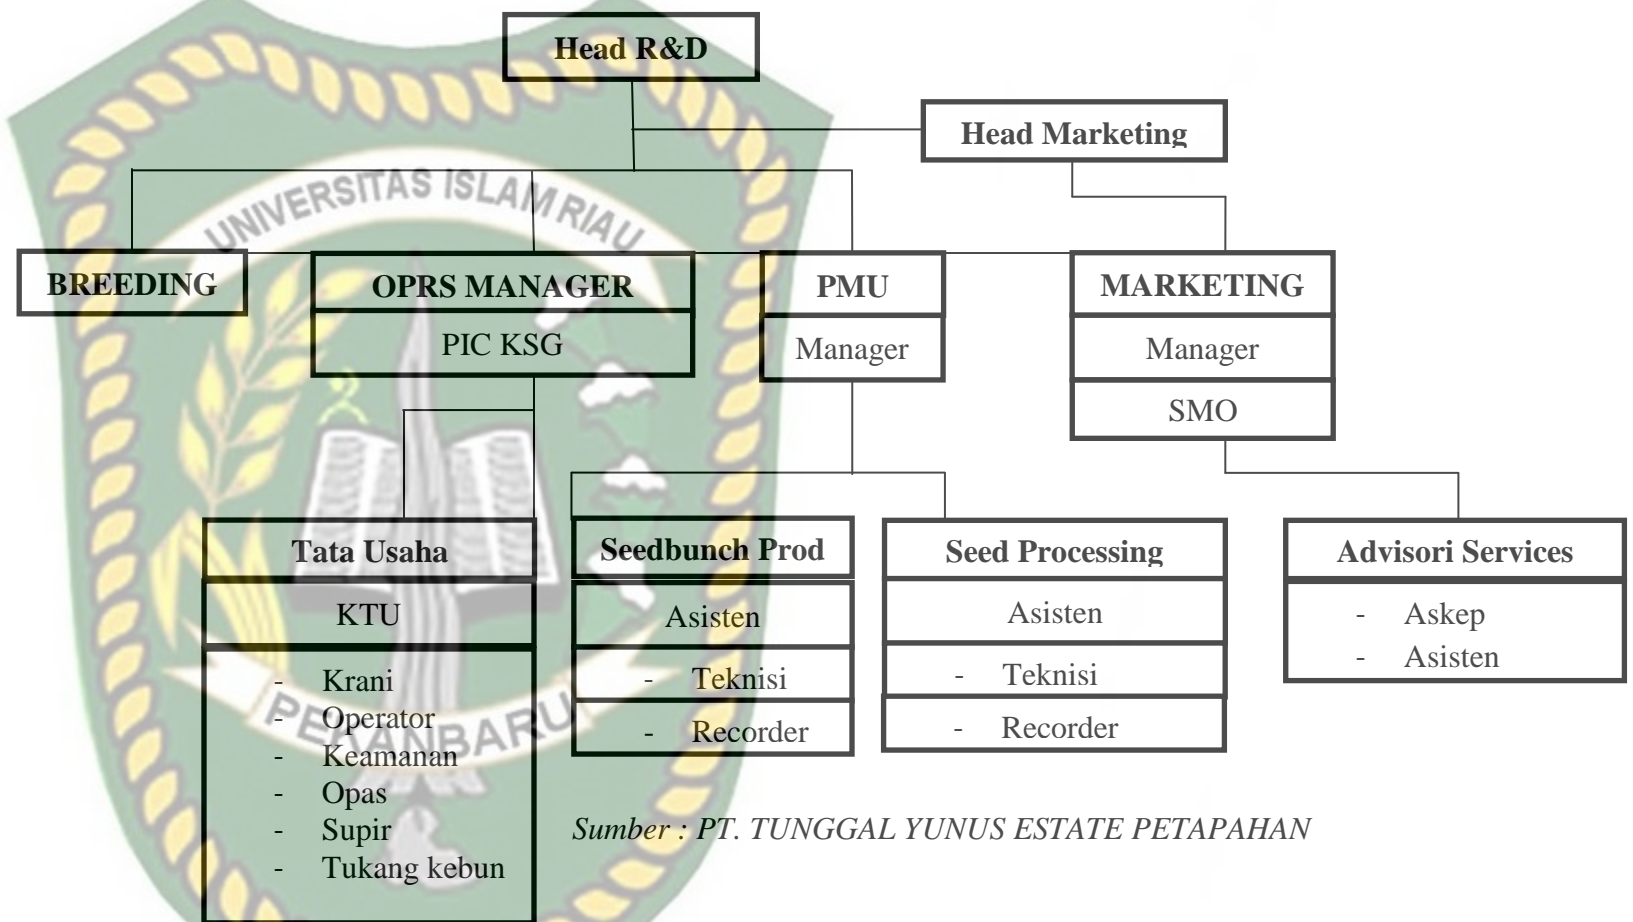 Head R&D
Head Marketing
UNIVERSITAS ISLAM RIAU
BREEDING
OPRS MANAGER
PIC KSG
PMU
Manager
MARKETING
Manager
SMO
Tata Usaha
KTU
- Krani
- Operator
- Keamanan
- Opas
- Supir
- Tukang kebun
Seedbunch Prod
Asisten
- Teknisi
- Recorder
Seed Processing
Asisten
- Teknisi
- Recorder
Advisori Services
- Askep
- Asisten
PEKANBARU
Sumber : PT. TUNGGAL YUNUS ESTATE PETAPAHAN